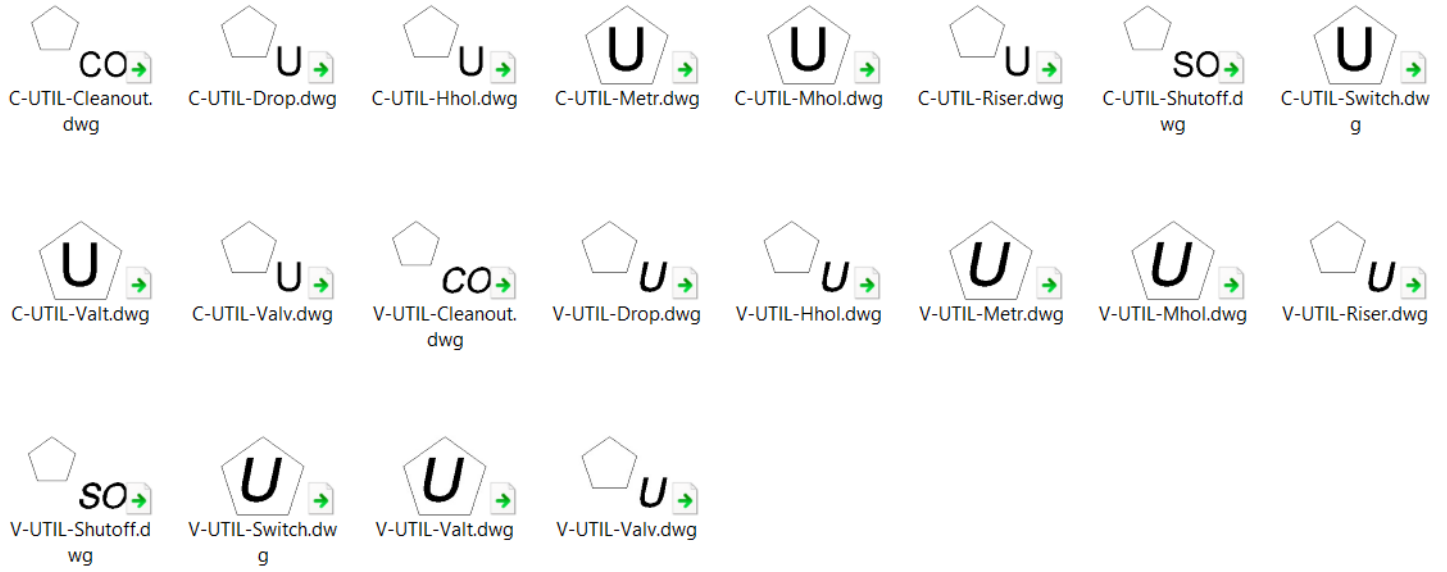 CO U U U U U SO U
C-UTIL-Cleanout. C-UTIL-Drop.dwg C-UTIL-Hhol.dwg C-UTIL-Metr.dwg C-UTIL-Mhol.dwg C-UTIL-Riser.dwg C-UTIL-Shutoff.d C-UTIL-Switch.dw
dwg wg g
U U CO U U U U U
C-UTIL-Valt.dwg C-UTIL-Valv.dwg V-UTIL-Cleanout. V-UTIL-Drop.dwg V-UTIL-Hhol.dwg V-UTIL-Metr.dwg V-UTIL-Mhol.dwg V-UTIL-Riser.dwg
dwg
SO U U U
V-UTIL-Shutoff.d V-UTIL-Switch.dw V-UTIL-Valt.dwg V-UTIL-Valv.dwg
wg g